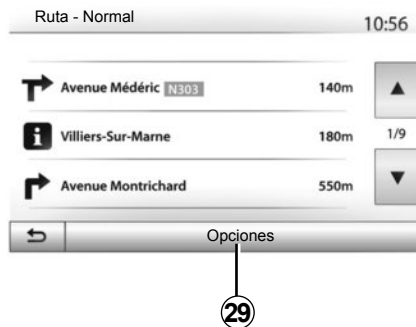 Ruta - Normal
10:56
Avenue Médéric N303 140m
Villiers-Sur-Marne 180m
1/9
Avenue Montrichard 550m
Opciones
29